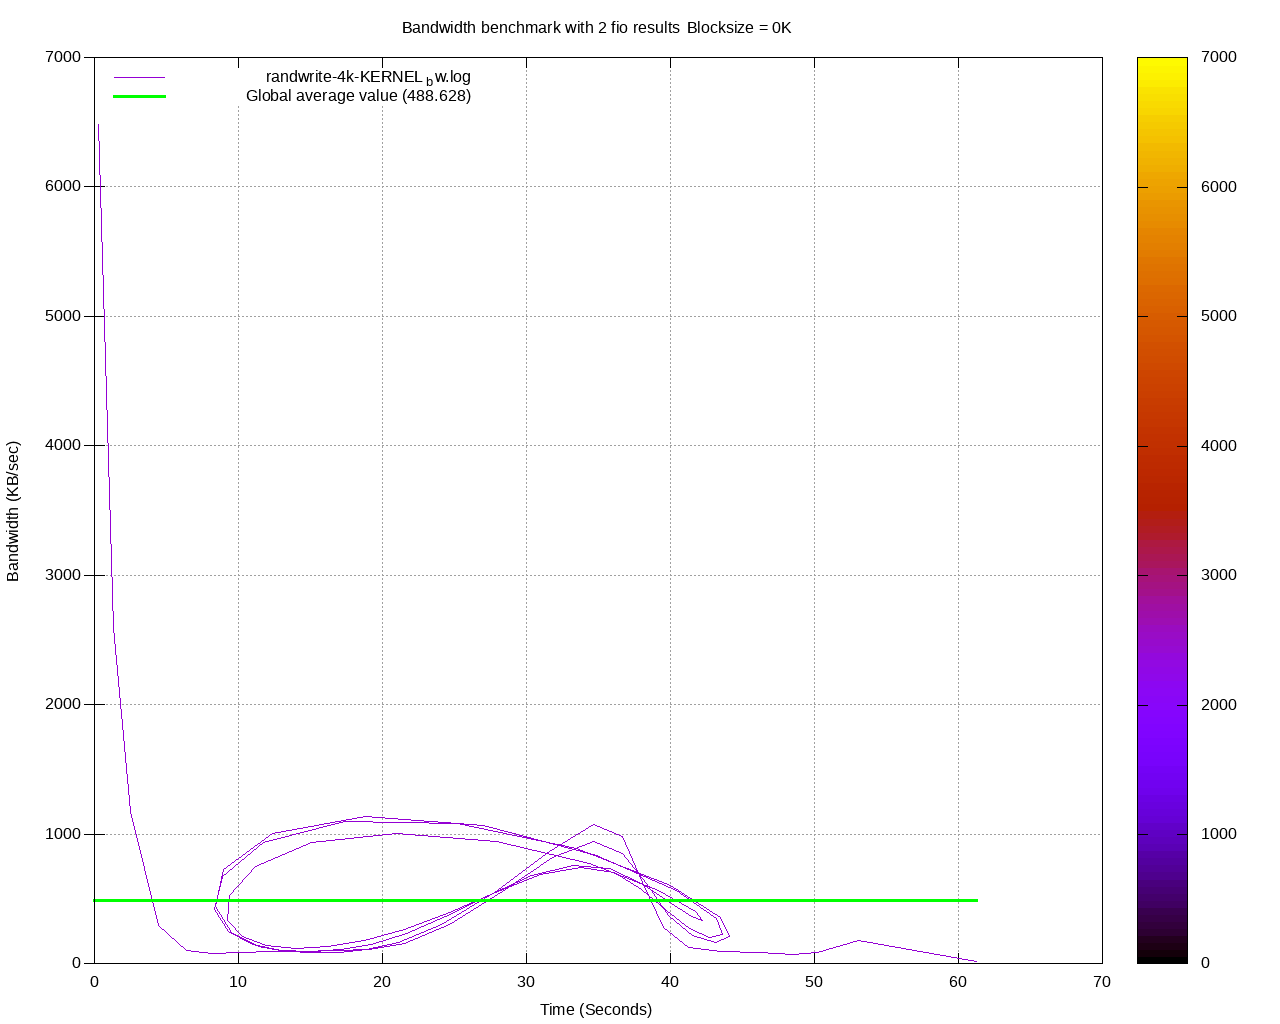 Bandwidth benchmark with 2 fio results Blocksize = 0K
randwrite-4k-KERNEL_bw.log
Global average value (488.628)
Bandwidth (KB/sec)
7000
6000
5000
4000
3000
2000
1000
0
0 10 20 30 40 50 60 70
Time (Seconds)
7000
6000
5000
4000
3000
2000
1000
0